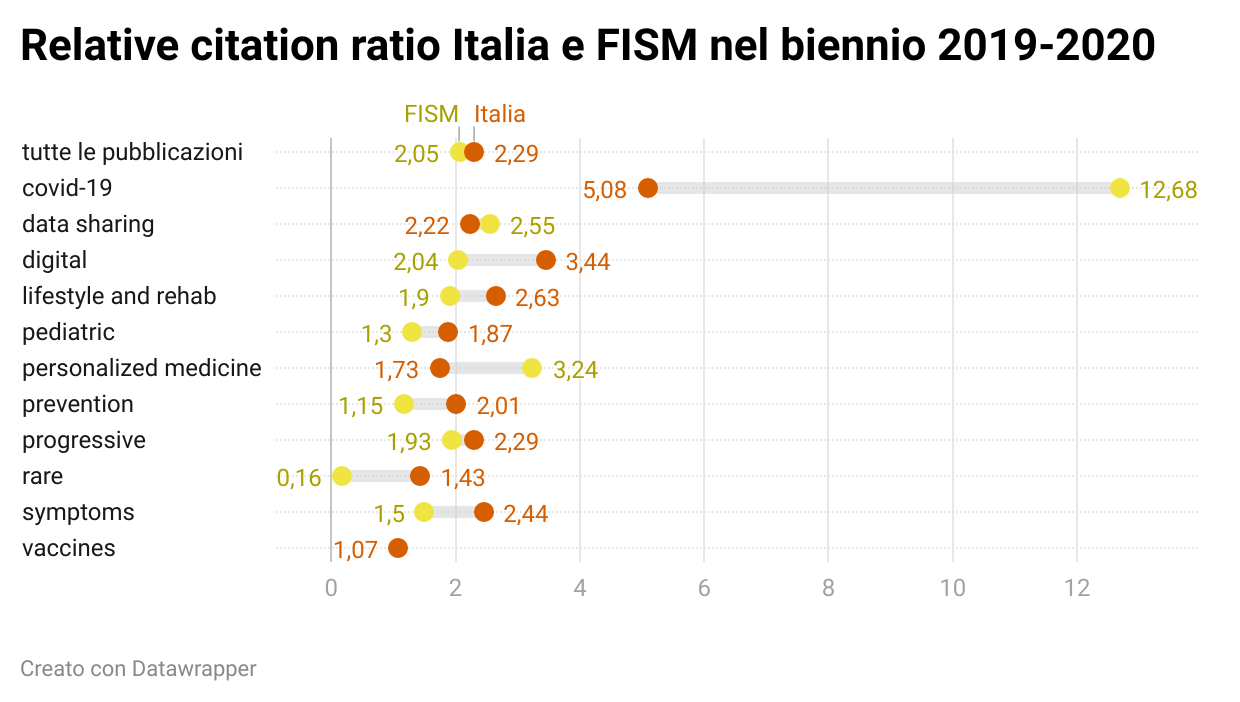 Relative citation ratio Italia e FISM nel biennio 2019-2020
FISM Italia
tutte le pubblicazioni 2,05 2,29
covid-19 5,08 12,68
data sharing 2,22 2,55
digital 2,04 3,44
lifestyle and rehab 1,9 2,63
pediatric 1,3 1,87
personalized medicine 1,73 3,24
prevention 1,15 2,01
progressive 1,93 2,29
rare 0,16 1,43
symptoms 1,5 2,44
vaccines 1,07
0 2 4 6 8 10 12
Creato con Datawrapper